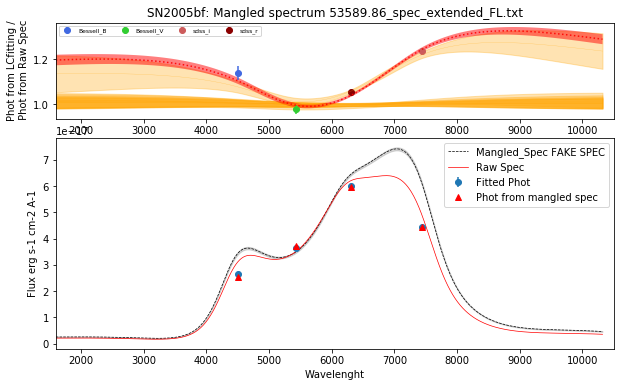 SN2005bf: Mangled spectrum 53589.86_spec_extended_FL.txt
Phot from LCfitting /
Phot from Raw Spec
Bessell_B Bessell_V sdss_i sdss_r
1.2
1.0
2000 3000 4000 5000 6000 7000 8000 9000 10000
1e-17
Flux erg s-1 cm-2 A-1
7
6
5
4
3
2
1
0
Mangled_Spec FAKE SPEC
Raw Spec
Fitted Phot
Phot from mangled spec
2000 3000 4000 5000 6000 7000 8000 9000 10000
Wavelenght